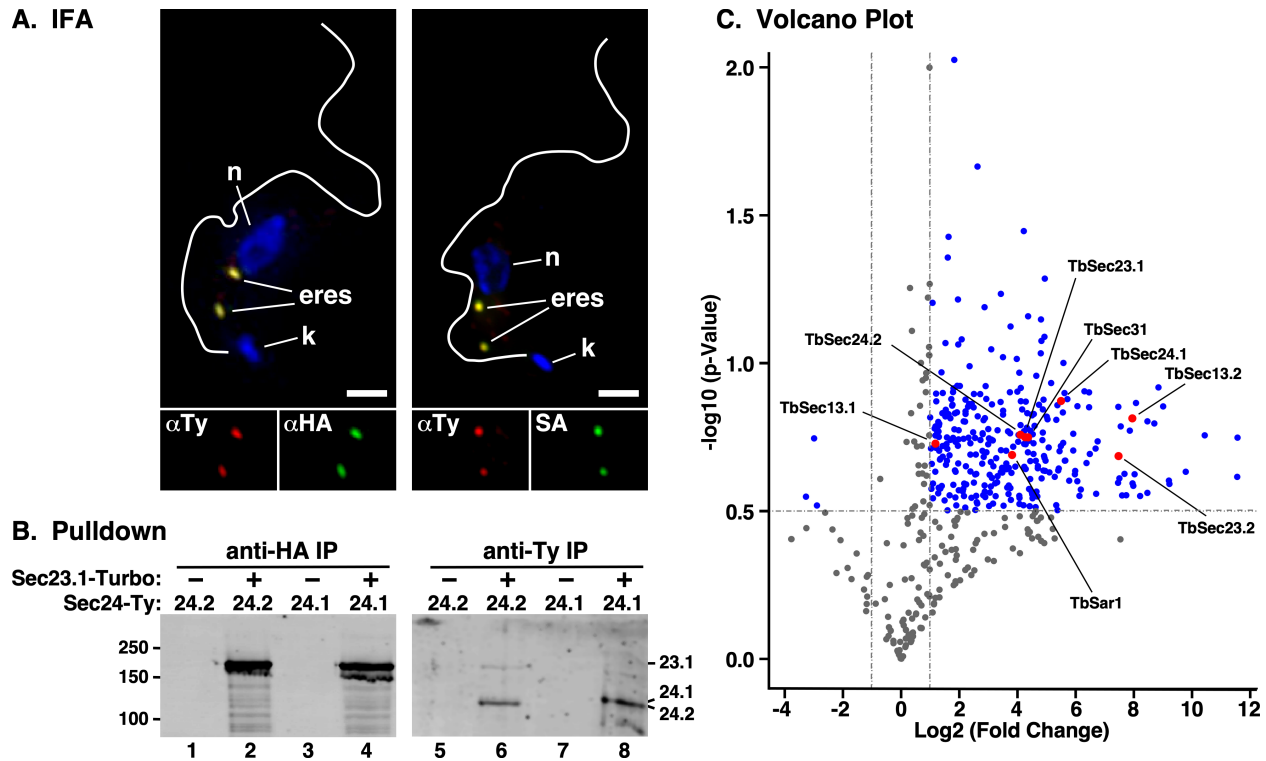 A. IFA
n
eres
k
n
eres
k
αTy
αHA
αTy
SA
B. Pulldown
anti-HA IP
anti-Ty IP
Sec23.1-Turbo: – + – + – + – +
Sec24-Ty: 24.2 24.2 24.1 24.1 24.2 24.2 24.1 24.1
250
150
100
23.1
24.1
24.2
1 2 3 4 5 6 7 8
C. Volcano Plot
-log10 (p-Value)
2.0
1.5
1.0
0.5
0.0
TbSec23.1
TbSec24.2
TbSec31
TbSec24.1
TbSec13.2
TbSec13.1
TbSec23.2
TbSar1
-4 -2 0 2 4 6 8 10 12
Log2 (Fold Change)